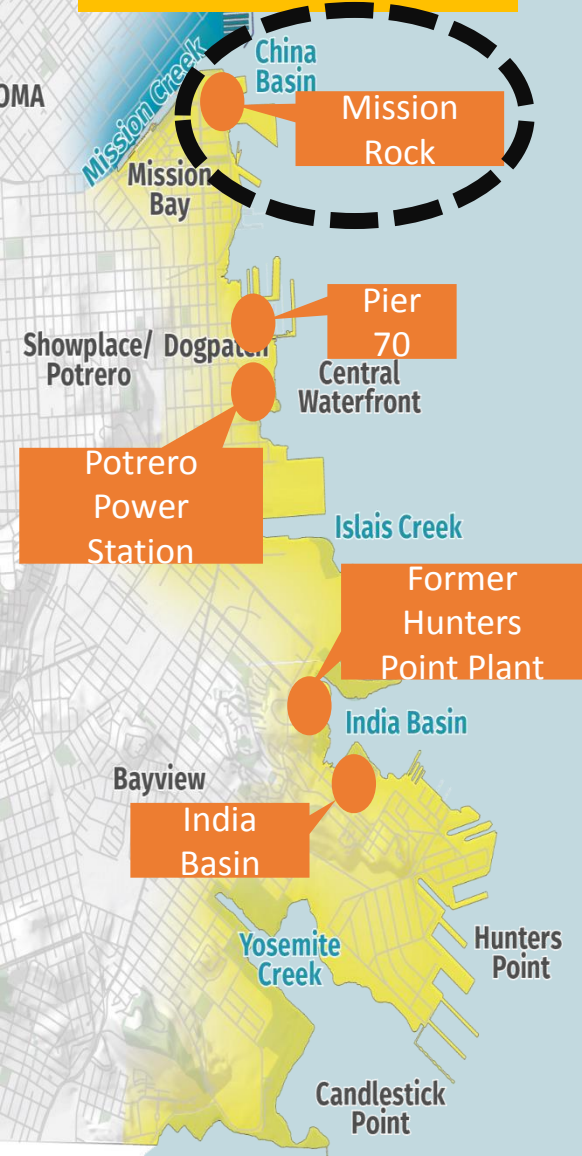 China
Basin
OMA
Mission Creek
Mission
Rock
Mission
Bay
Pier
70
Showplace/
Potrero
Dogpatch
Central
Waterfront
Potrero
Power
Station
Islais Creek
Former
Hunters
Point Plant
India Basin
Bayview
India
Basin
Yosemite
Creek
Hunters
Point
Candlestick
Point